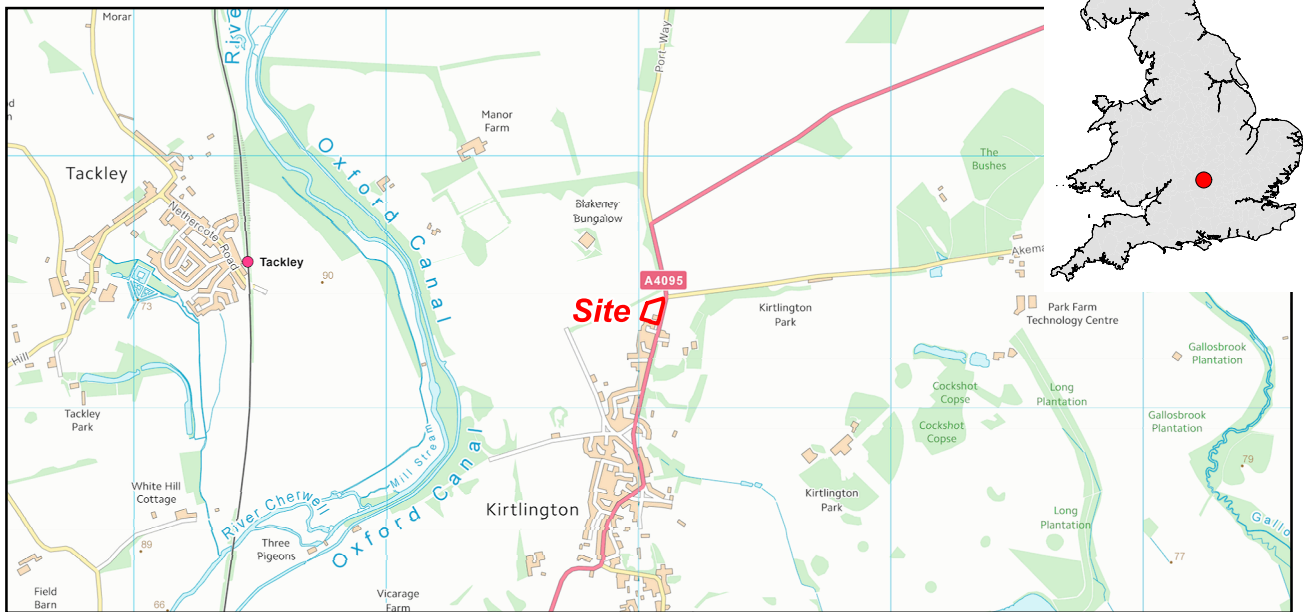 Morar
Rive
Port Way
Manor
Farm
Oxford Canal
The
Bushes
Tackley
Nethercote Road
Blakeney
Bungalow
Tackley
90
Akema
A4095
73
Site
Kirtlington
Park
Park Farm
Technology Centre
Hill
Gallosbrook
Plantation
Cockshot
Copse
Long
Plantation
Tackley
Park
Gallosbrook
Plantation
Cockshot
Copse
Mill Stream
Oxford Canal
79
White Hill
Cottage
Kirtlington
Park
River Cherwell
Kirtlington
Long
Plantation
Gallo
89
Three
Pigeons
77
Field
Barn
66
Vicarage
Farm